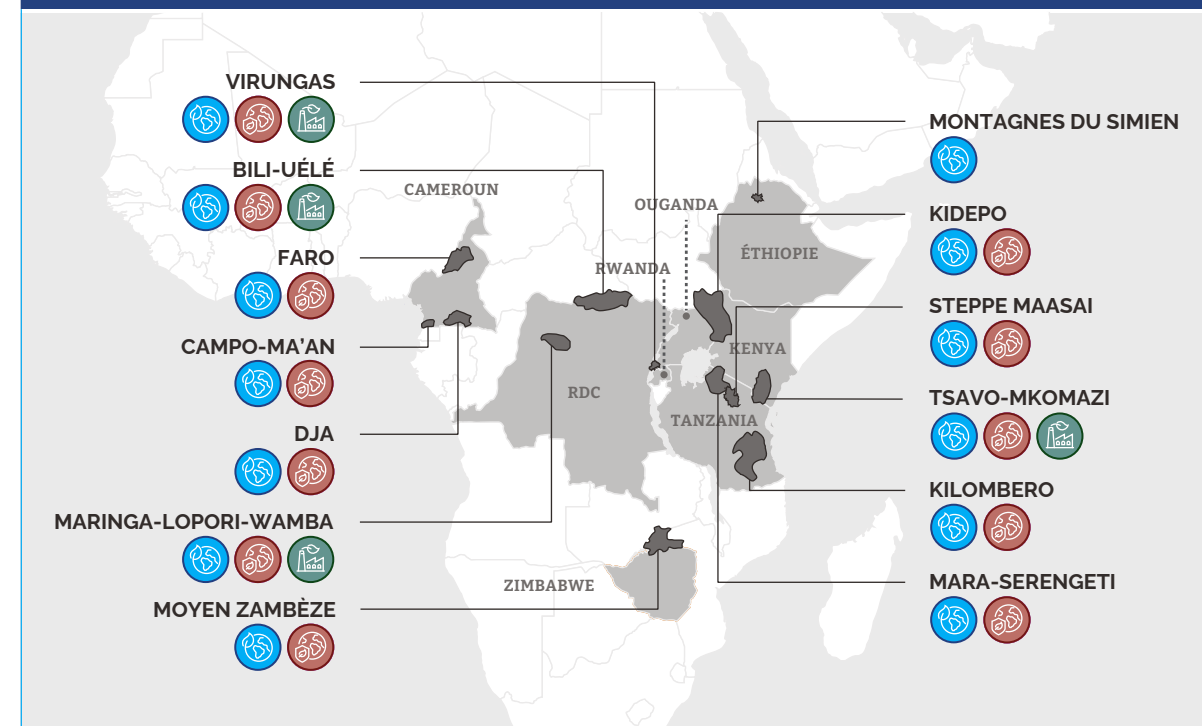 VIRUNGAS
BILI-UÉLÉ
FARO
CAMPO-MA’AN
DJA
MARINGA-LOPORI-WAMBA
MOYEN ZAMBÈZE
CAMEROUN
OUGANDA
RWANDA
ÉTHIOPIE
KENYA
RDC
TANZANIA
ZIMBABWE
MONTAGNES DU SIMIEN
KIDEPO
STEPPE MAASAI
TSAVO-MKOMAZI
KILOMBERO
MARA-SERENGETI